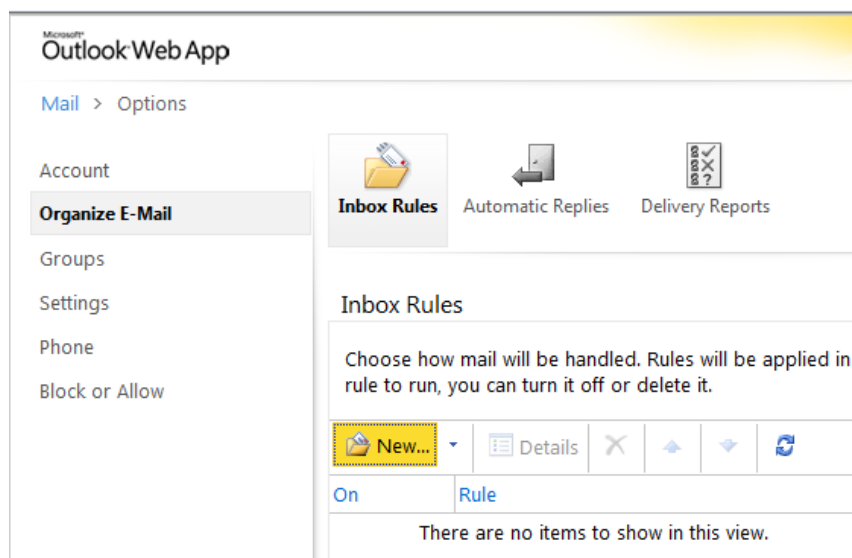 Microsoft®
Outlook Web App
Mail > Options
Account
Organize E-Mail
Groups
Settings
Phone
Block or Allow
Inbox Rules
Automatic Replies
Delivery Reports
Inbox Rules
Choose how mail will be handled. Rules will be applied in
rule to run, you can turn it off or delete it.
New...
Details
On
Rule
There are no items to show in this view.